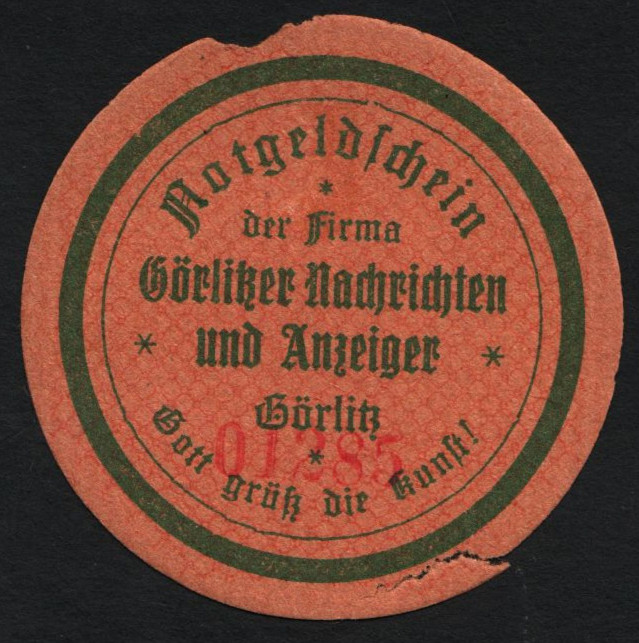 Notgeldschein
*
der Firma
Görlitzer Nachrichten
* und Anzeiger *
Görlitz
01285
*
Gott grüß die Kunst!